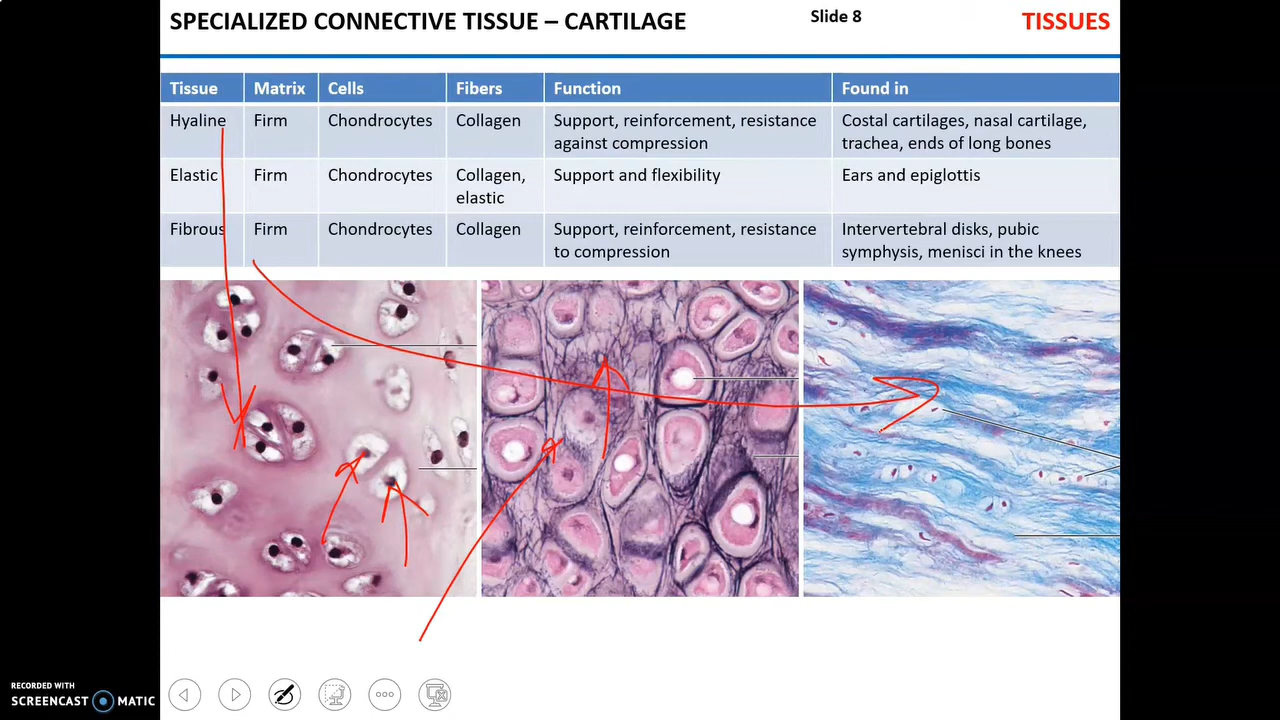 SPECIALIZED CONNECTIVE TISSUE – CARTILAGE
Slide 8
TISSUES
Tissue Matrix Cells Fibers Function Found in
Hyaline Firm Chondrocytes Collagen Support, reinforcement, resistance Costal cartilages, nasal cartilage,
against compression trachea, ends of long bones
Elastic Firm Chondrocytes Collagen, Support and flexibility Ears and epiglottis
elastic
Fibrous Firm Chondrocytes Collagen Support, reinforcement, resistance Intervertebral disks, pubic
to compression symphysis, menisci in the knees
RECORDED WITH
SCREENCAST MATIC